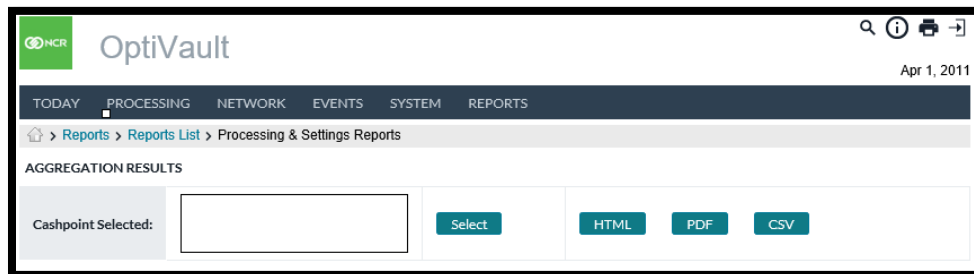 NCR
OptiVault
Apr 1, 2011
TODAY PROCESSING NETWORK EVENTS SYSTEM REPORTS
> Reports > Reports List > Processing & Settings Reports
AGGREGATION RESULTS
Cashpoint Selected: Select HTML PDF CSV